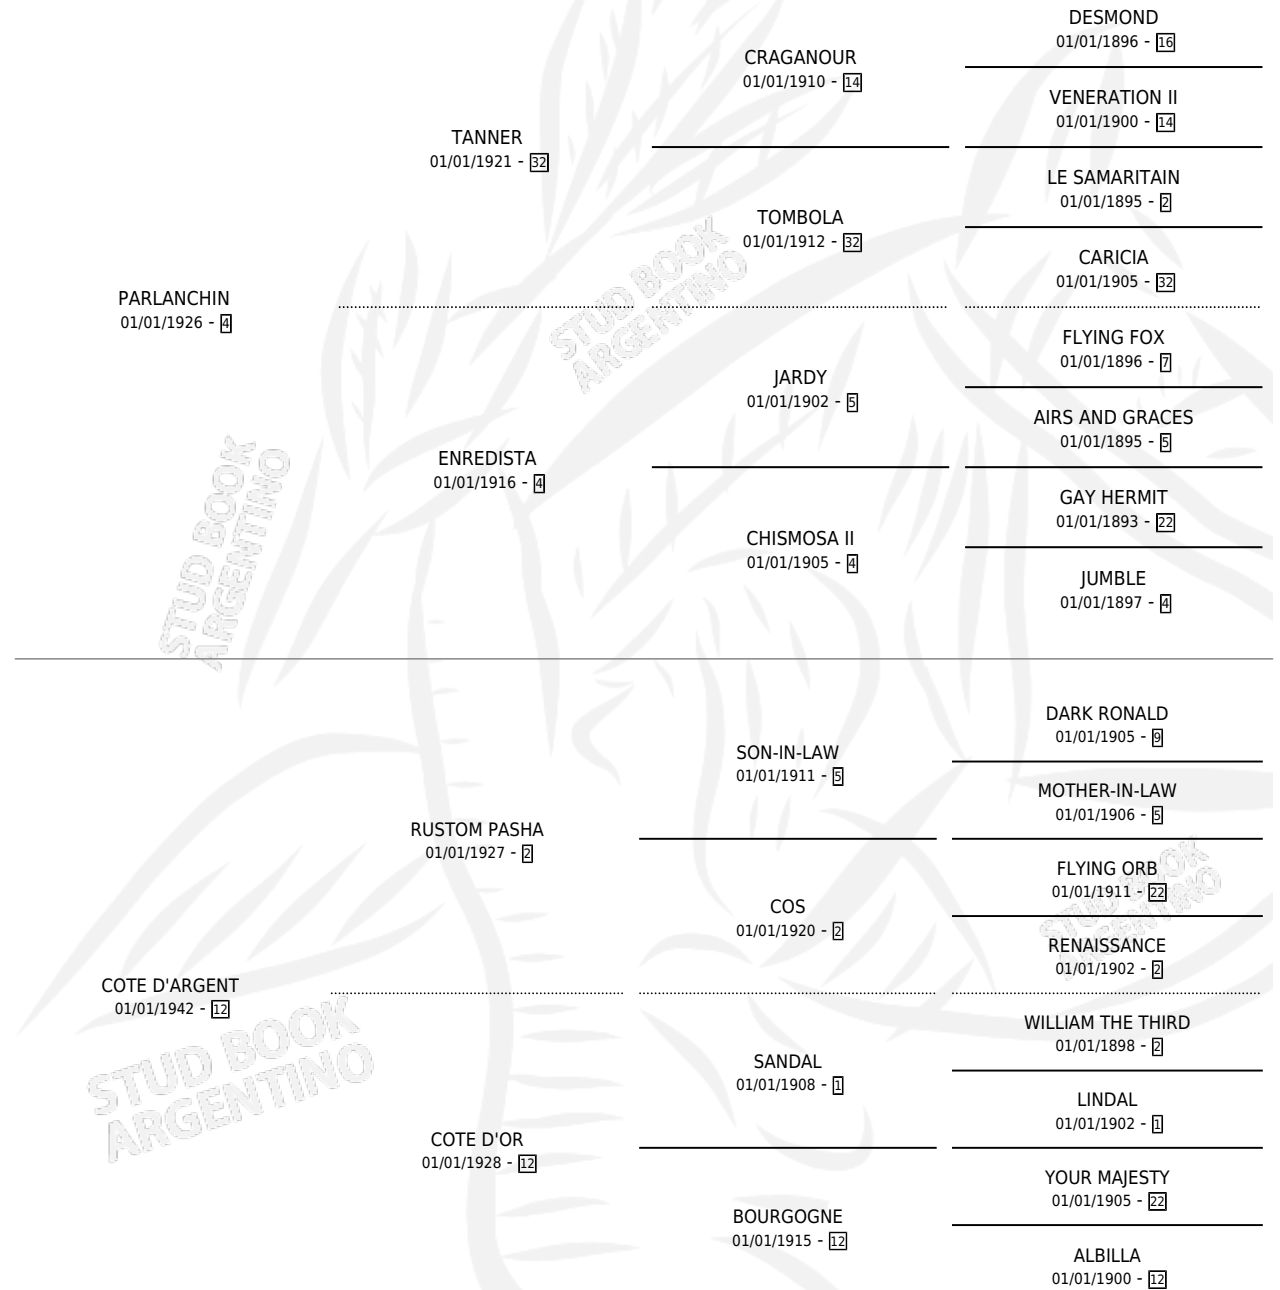 DESMOND
01/01/1896 - 16
CRAGANOUR
01/01/1910 - 14
VENERATION II
01/01/1900 - 14
TANNER
01/01/1921 - 32
LE SAMARITAIN
01/01/1895 - 2
TOMBOLA
01/01/1912 - 32
CARICIA
01/01/1905 - 32
PARLANCHIN
01/01/1926 - 4
STUD BOOK
ARGENTINO
FLYING FOX
01/01/1896 - 7
JARDY
01/01/1902 - 5
AIRS AND GRACES
01/01/1895 - 5
ENREDISTA
01/01/1916 - 4
GAY HERMIT
01/01/1893 - 22
CHISMOSA II
01/01/1905 - 4
JUMBLE
01/01/1897 - 4
STUD BOOK
ARGENTINO
DARK RONALD
01/01/1905 - 9
SON-IN-LAW
01/01/1911 - 5
MOTHER-IN-LAW
01/01/1906 - 5
RUSTOM PASHA
01/01/1927 - 2
FLYING ORB
01/01/1911 - 22
COS
01/01/1920 - 2
RENAISSANCE
01/01/1902 - 2
STUD BOOK
ARGENTINO
COTE D'ARGENT
01/01/1942 - 12
WILLIAM THE THIRD
01/01/1898 - 2
SANDAL
01/01/1908 - 1
LINDAL
01/01/1902 - 1
STUD BOOK
ARGENTINO
COTE D'OR
01/01/1928 - 12
YOUR MAJESTY
01/01/1905 - 22
BOURGOGNE
01/01/1915 - 12
ALBILLA
01/01/1900 - 12